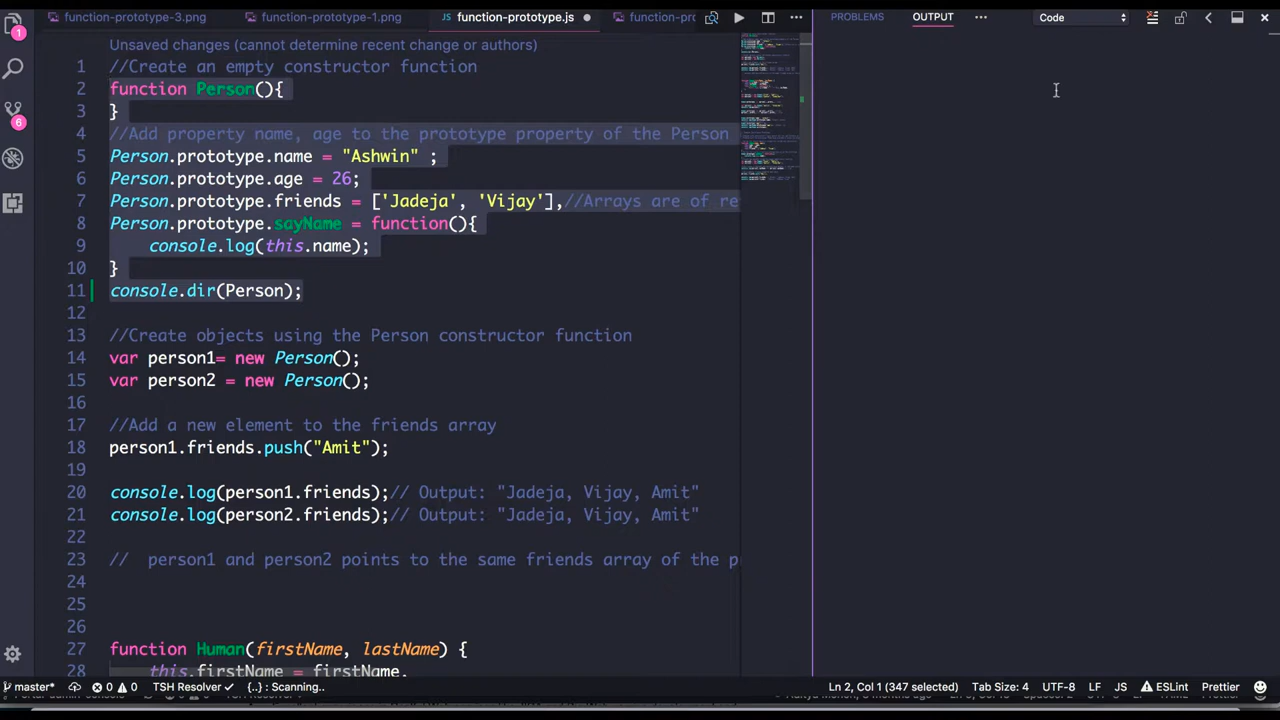 function-prototype-3.png function-prototype-1.png JS function-prototype.js function-pro PROBLEMS OUTPUT Code
Unsaved changes (cannot determine recent change or authors)
1 //Create an empty constructor function
2 function Person(){
3 }
4 //Add property name, age to the prototype property of the Person
5 Person.prototype.name = "Ashwin" ;
6 Person.prototype.age = 26;
7 Person.prototype.friends = ['Jadeja', 'Vijay'],//Arrays are of re
8 Person.prototype.sayName = function(){
9 console.log(this.name);
10 }
11 console.dir(Person);
12
13 //Create objects using the Person constructor function
14 var person1= new Person();
15 var person2 = new Person();
16
17 //Add a new element to the friends array
18 person1.friends.push("Amit");
19
20 console.log(person1.friends);// Output: "Jadeja, Vijay, Amit"
21 console.log(person2.friends);// Output: "Jadeja, Vijay, Amit"
22
23 // person1 and person2 points to the same friends array of the p
24
25
26
27 function Human(firstName, lastName) {
28 this.firstName = firstName,
1
6
master* 0 0 TSH Resolver {..}: Scanning.. Ln 2, Col 1 (347 selected) Tab Size: 4 UTF-8 LF JS ESLint Prettier